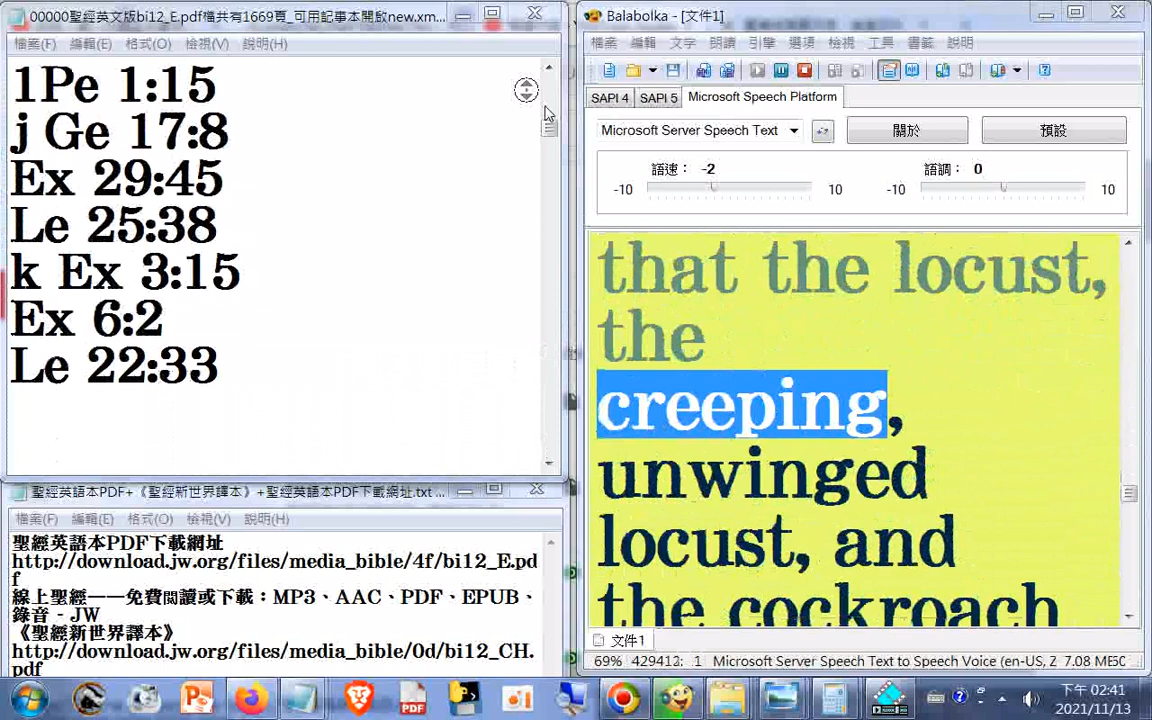 00000聖經英文版bi12_E.pdf檔共有1669頁_可用記事本開啟new.xm...
檔案(F) 編輯(E) 格式(O) 檢視(V) 說明(H)
1Pe 1:15
j Ge 17:8
Ex 29:45
Le 25:38
k Ex 3:15
Ex 6:2
Le 22:33
聖經英語本PDF+《聖經新世界譯本》+聖經英語本PDF下載網址.txt ...
檔案(F) 編輯(E) 格式(O) 檢視(V) 說明(H)
聖經英語本PDF下載網址
http://download.jw.org/files/media_bible/4f/bi12_E.pd
f
線上聖經——免費閱讀或下載：MP3、AAC、PDF、EPUB、
錄音 - JW
《聖經新世界譯本》
http://download.jw.org/files/media_bible/0d/bi12_CH.
pdf
Balabolka - [文件1]
檔案 編輯 文字 朗讀 引擎 選項 檢視 工具 書籤 說明
SAPI 4 SAPI 5 Microsoft Speech Platform
Microsoft Server Speech Text 關於 預設
語速： -2 語調： 0
-10 10 -10 10
that the locust,
the
creeping,
unwinged
locust, and
the cockroach
文件1
69% 429412: 1 Microsoft Server Speech Text to Speech Voice (en-US, Z 7.08 ME50
下午 02:41
2021/11/13